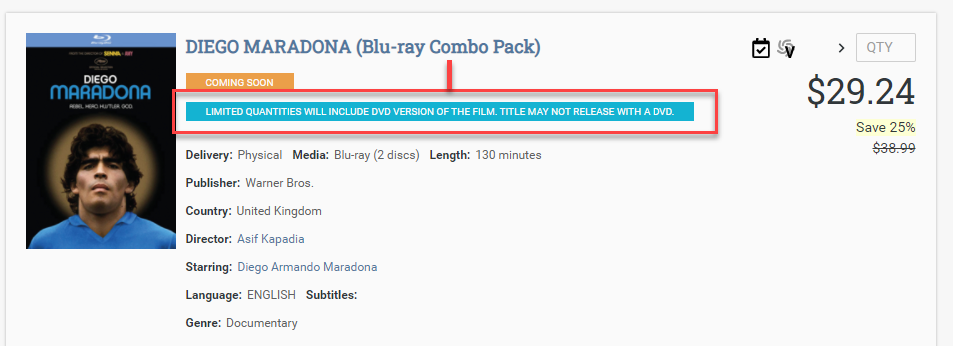 DIEGO MARADONA (Blu-ray Combo Pack)
QTY
COMING SOON
$29.24
LIMITED QUANTITIES WILL INCLUDE DVD VERSION OF THE FILM. TITLE MAY NOT RELEASE WITH A DVD.
Save 25%
$38.99
Delivery: Physical Media: Blu-ray (2 discs) Length: 130 minutes
Publisher: Warner Bros.
Country: United Kingdom
Director: Asif Kapadia
Starring: Diego Armando Maradona
Language: ENGLISH Subtitles:
Genre: Documentary
DIEGO
MARADONA
REBEL. HERO. HUSTLER. GOD.